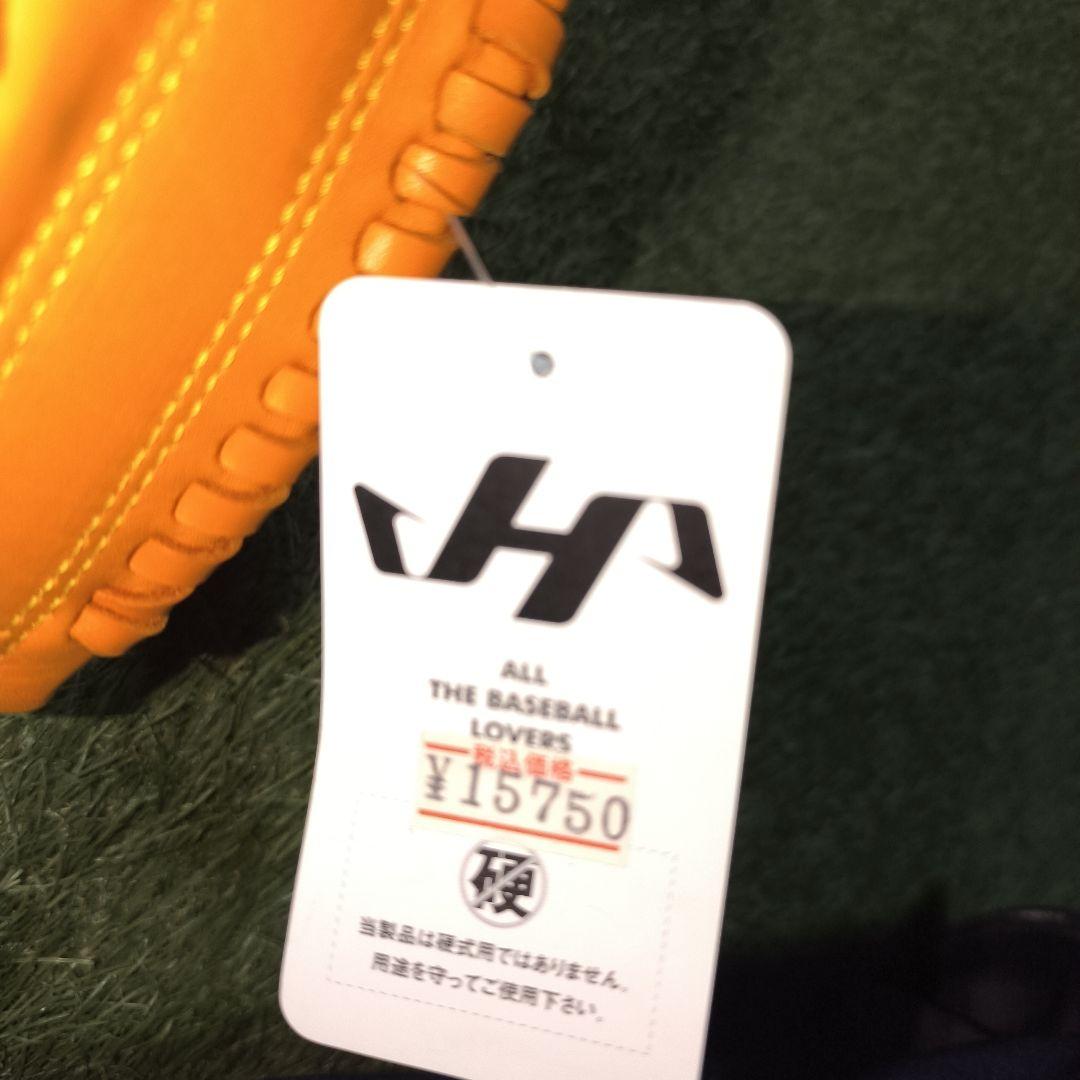 ALL
THE BASEBALL
LOVERS
税込価格
¥15750
硬
当製品は硬式用ではありません。
用途を守ってご使用下さい。